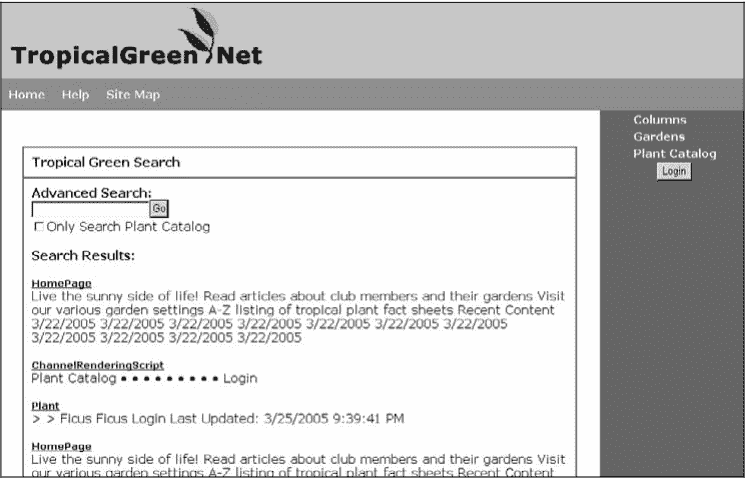 TropicalGreen Net
Home Help Site Map
Columns
Gardens
Plant Catalog
Login
Tropical Green Search
Advanced Search:
Go
Only Search Plant Catalog
Search Results:
HomePage
Live the sunny side of life! Read articles about club members and their gardens Visit
our various garden settings A-Z listing of tropical plant fact sheets Recent Content
3/22/2005 3/22/2005 3/22/2005 3/22/2005 3/22/2005 3/22/2005 3/22/2005
3/22/2005 3/22/2005 3/22/2005 3/22/2005
ChannelRenderingScript
Plant Catalog • • • • • • • • • Login
Plant
> > Ficus Ficus Login Last Updated: 3/25/2005 9:39:41 PM
HomePage
Live the sunny side of life! Read articles about club members and their gardens Visit
our various garden settings A-Z listing of tropical plant fact sheets Recent Content